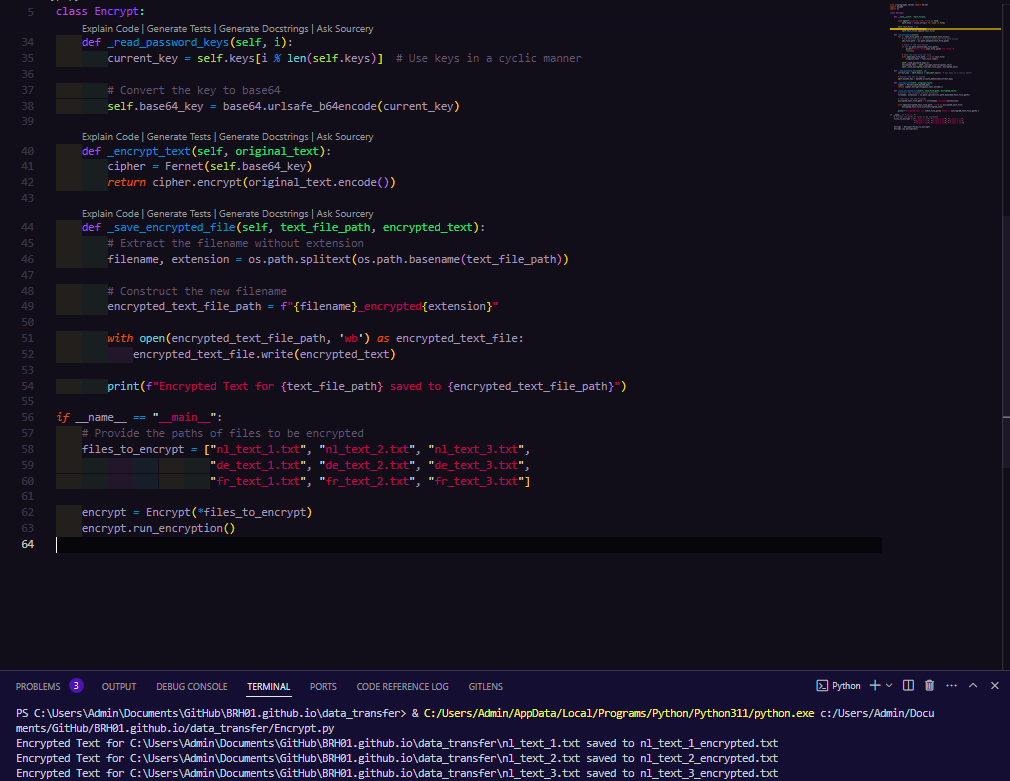 5 class Encrypt:
Explain Code | Generate Tests | Generate Docstrings | Ask Sourcery
34 def _read_password_keys(self, i):
35 current_key = self.keys[i % len(self.keys)]  # Use keys in a cyclic manner
36
37 # Convert the key to base64
38 self.base64_key = base64.urlsafe_b64encode(current_key)
39
Explain Code | Generate Tests | Generate Docstrings | Ask Sourcery
40 def _encrypt_text(self, original_text):
41 cipher = Fernet(self.base64_key)
42 return cipher.encrypt(original_text.encode())
43
Explain Code | Generate Tests | Generate Docstrings | Ask Sourcery
44 def _save_encrypted_file(self, text_file_path, encrypted_text):
45 # Extract the filename without extension
46 filename, extension = os.path.splitext(os.path.basename(text_file_path))
47
48 # Construct the new filename
49 encrypted_text_file_path = f"{filename}_encrypted{extension}"
50
51 with open(encrypted_text_file_path, 'wb') as encrypted_text_file:
52 encrypted_text_file.write(encrypted_text)
53
54 print(f"Encrypted Text for {text_file_path} saved to {encrypted_text_file_path}")
55
56 if __name__ == "__main__":
57 # Provide the paths of files to be encrypted
58 files_to_encrypt = ["nl_text_1.txt", "nl_text_2.txt", "nl_text_3.txt",
59 "de_text_1.txt", "de_text_2.txt", "de_text_3.txt",
60 "fr_text_1.txt", "fr_text_2.txt", "fr_text_3.txt"]
61
62 encrypt = Encrypt(*files_to_encrypt)
63 encrypt.run_encryption()
64
PROBLEMS 3 OUTPUT DEBUG CONSOLE TERMINAL PORTS CODE REFERENCE LOG GITLENS Python
PS C:\Users\Admin\Documents\GitHub\BRH01.github.io\data_transfer> & C:/Users/Admin/AppData/Local/Programs/Python/Python311/python.exe c:/Users/Admin/Docu
ments/GitHub/BRH01.github.io/data_transfer/Encrypt.py
Encrypted Text for C:\Users\Admin\Documents\GitHub\BRH01.github.io\data_transfer\nl_text_1.txt saved to nl_text_1_encrypted.txt
Encrypted Text for C:\Users\Admin\Documents\GitHub\BRH01.github.io\data_transfer\nl_text_2.txt saved to nl_text_2_encrypted.txt
Encrypted Text for C:\Users\Admin\Documents\GitHub\BRH01.github.io\data_transfer\nl_text_3.txt saved to nl_text_3_encrypted.txt